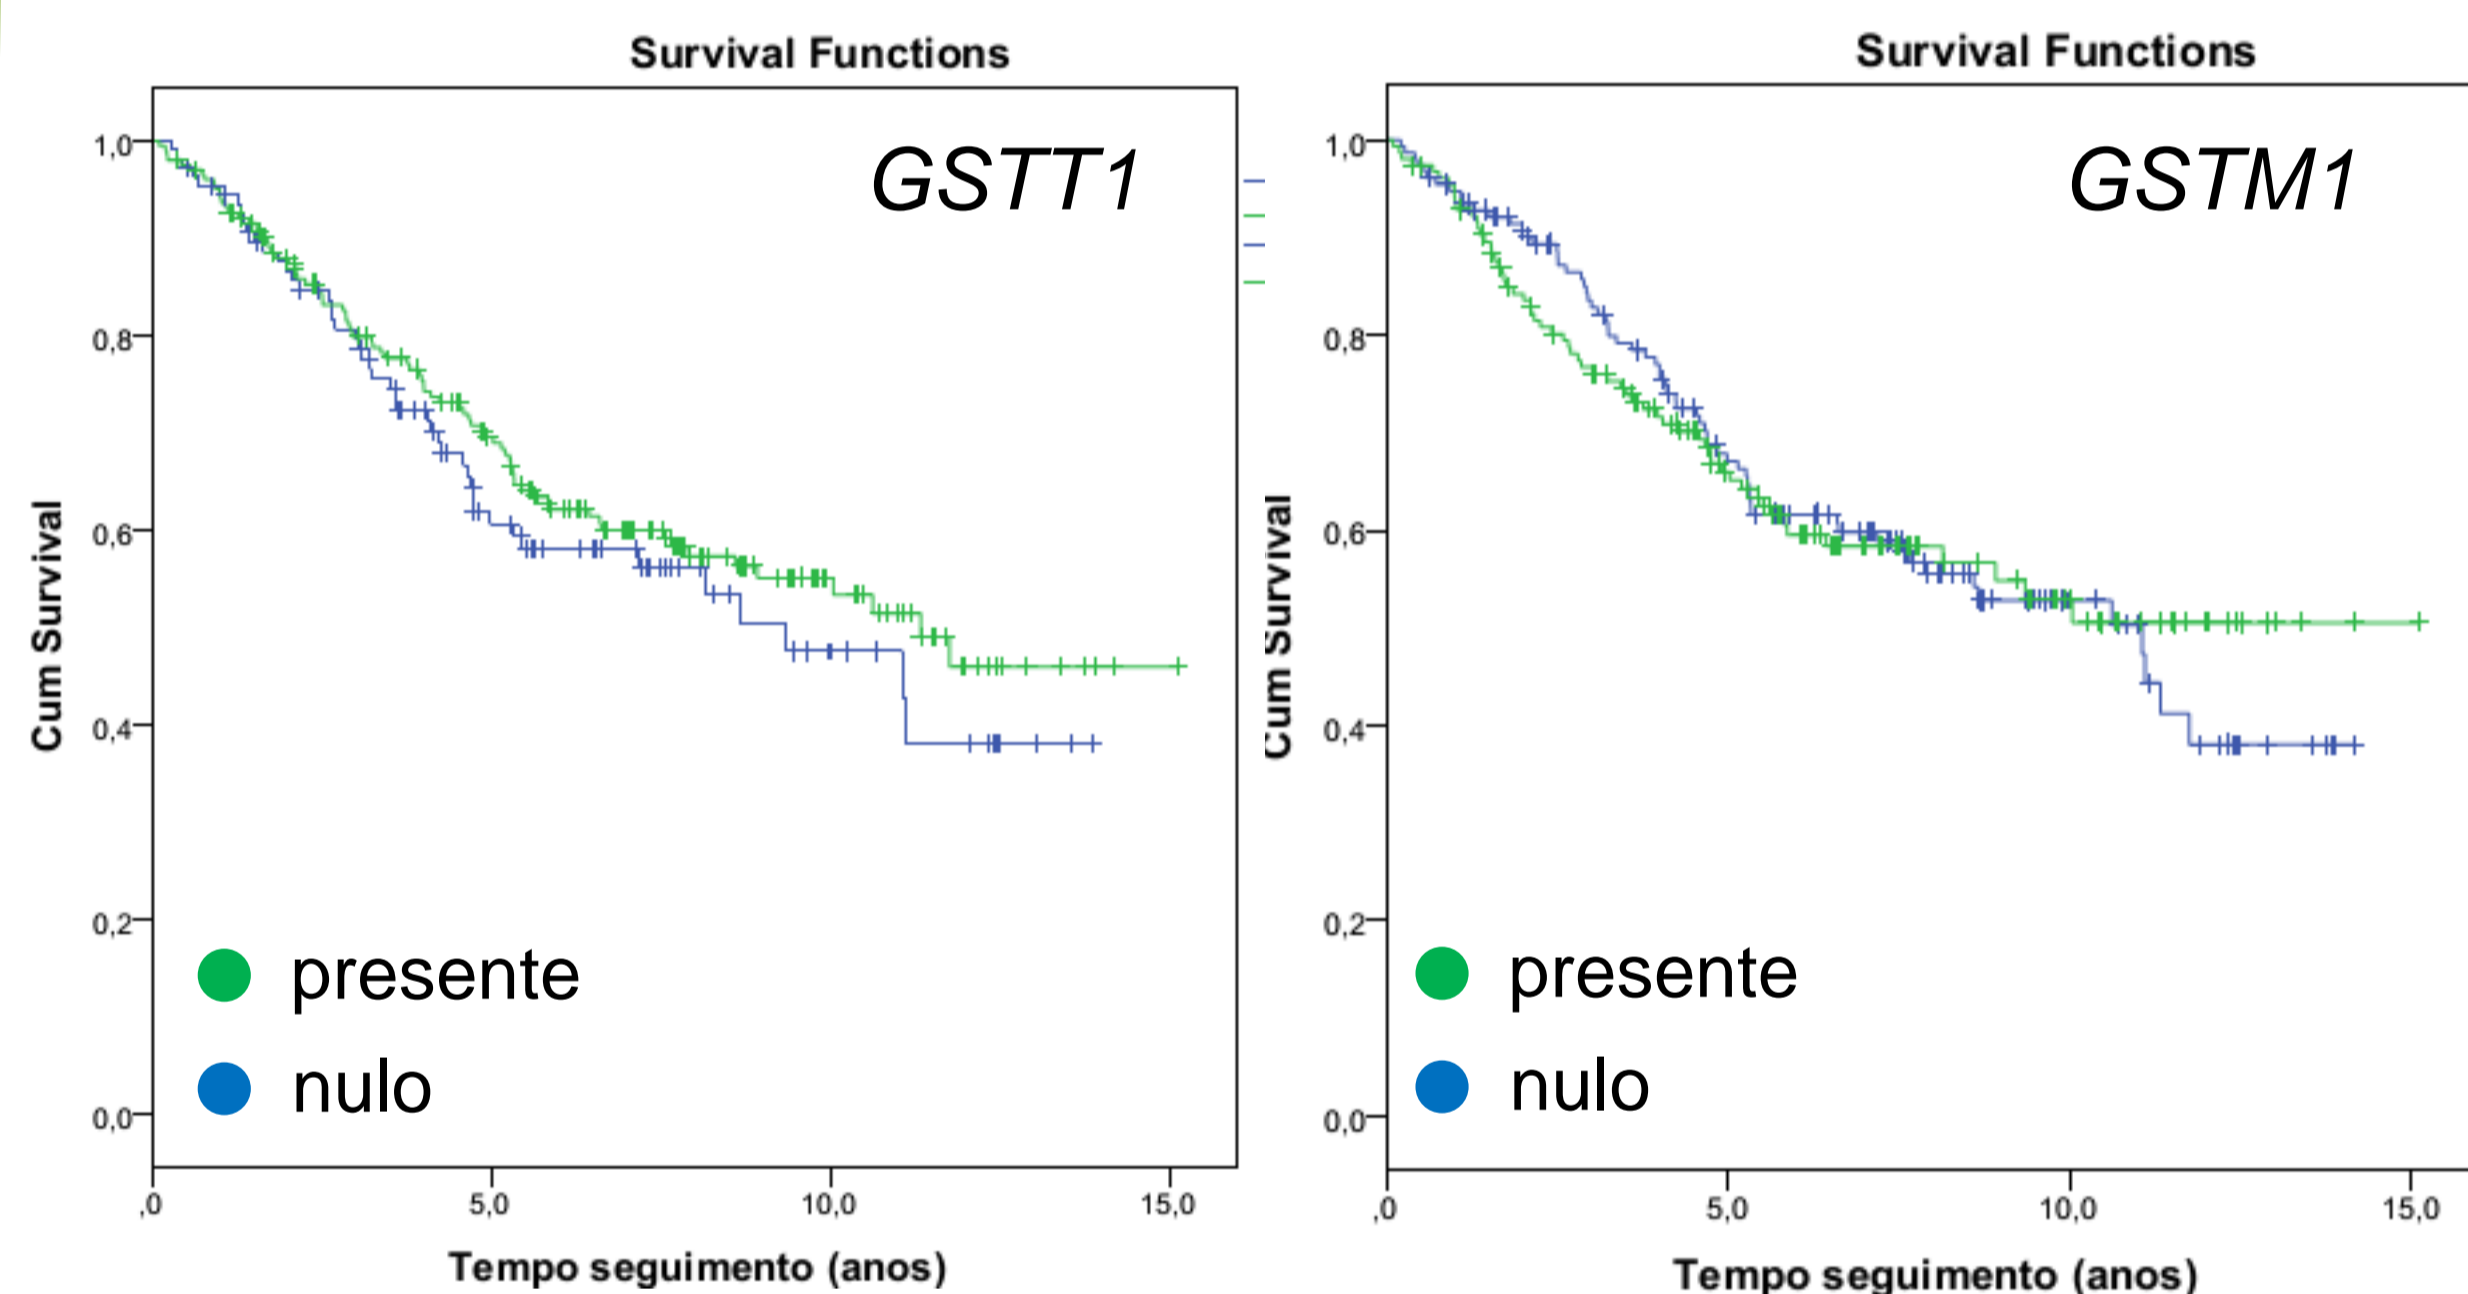 Survival Functions
GSTT1
1,0
0,8
0,6
0,4
0,2
0,0
Cum Survival
presente
nulo
,0
5,0
10,0
15,0
Tempo seguimento (anos)
Survival Functions
GSTM1
1,0
0,8
0,6
0,4
0,2
0,0
Cum Survival
presente
nulo
,0
5,0
10,0
15,0
Tempo seguimento (anos)